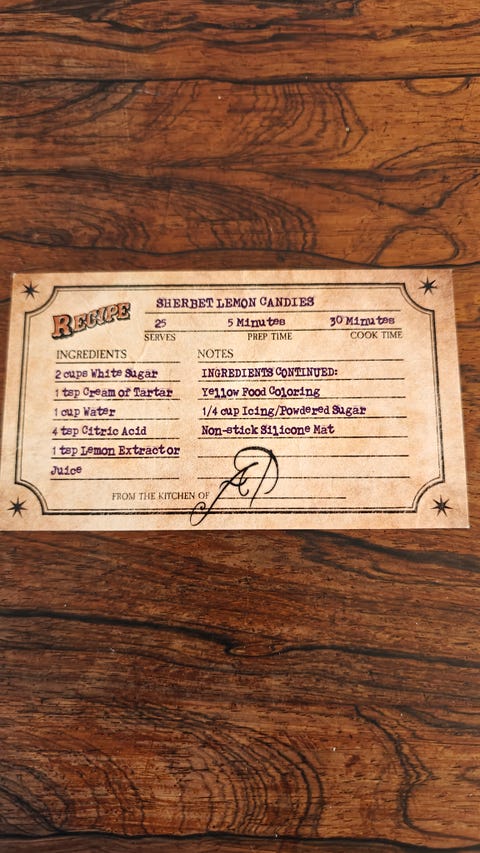 RECIPE
SHERBET LEMON CANDIES
25 5 Minutes 30 Minutes
SERVES PREP TIME COOK TIME
INGREDIENTS
2 cups White Sugar
1 tsp Cream of Tartar
1 cup Water
4 tsp Citric Acid
1 tsp Lemon Extract or
Juice
NOTES
INGREDIENTS CONTINUED:
Yellow Food Coloring
1/4 cup Icing/Powdered Sugar
Non-stick Silicone Mat
FROM THE KITCHEN OF AD